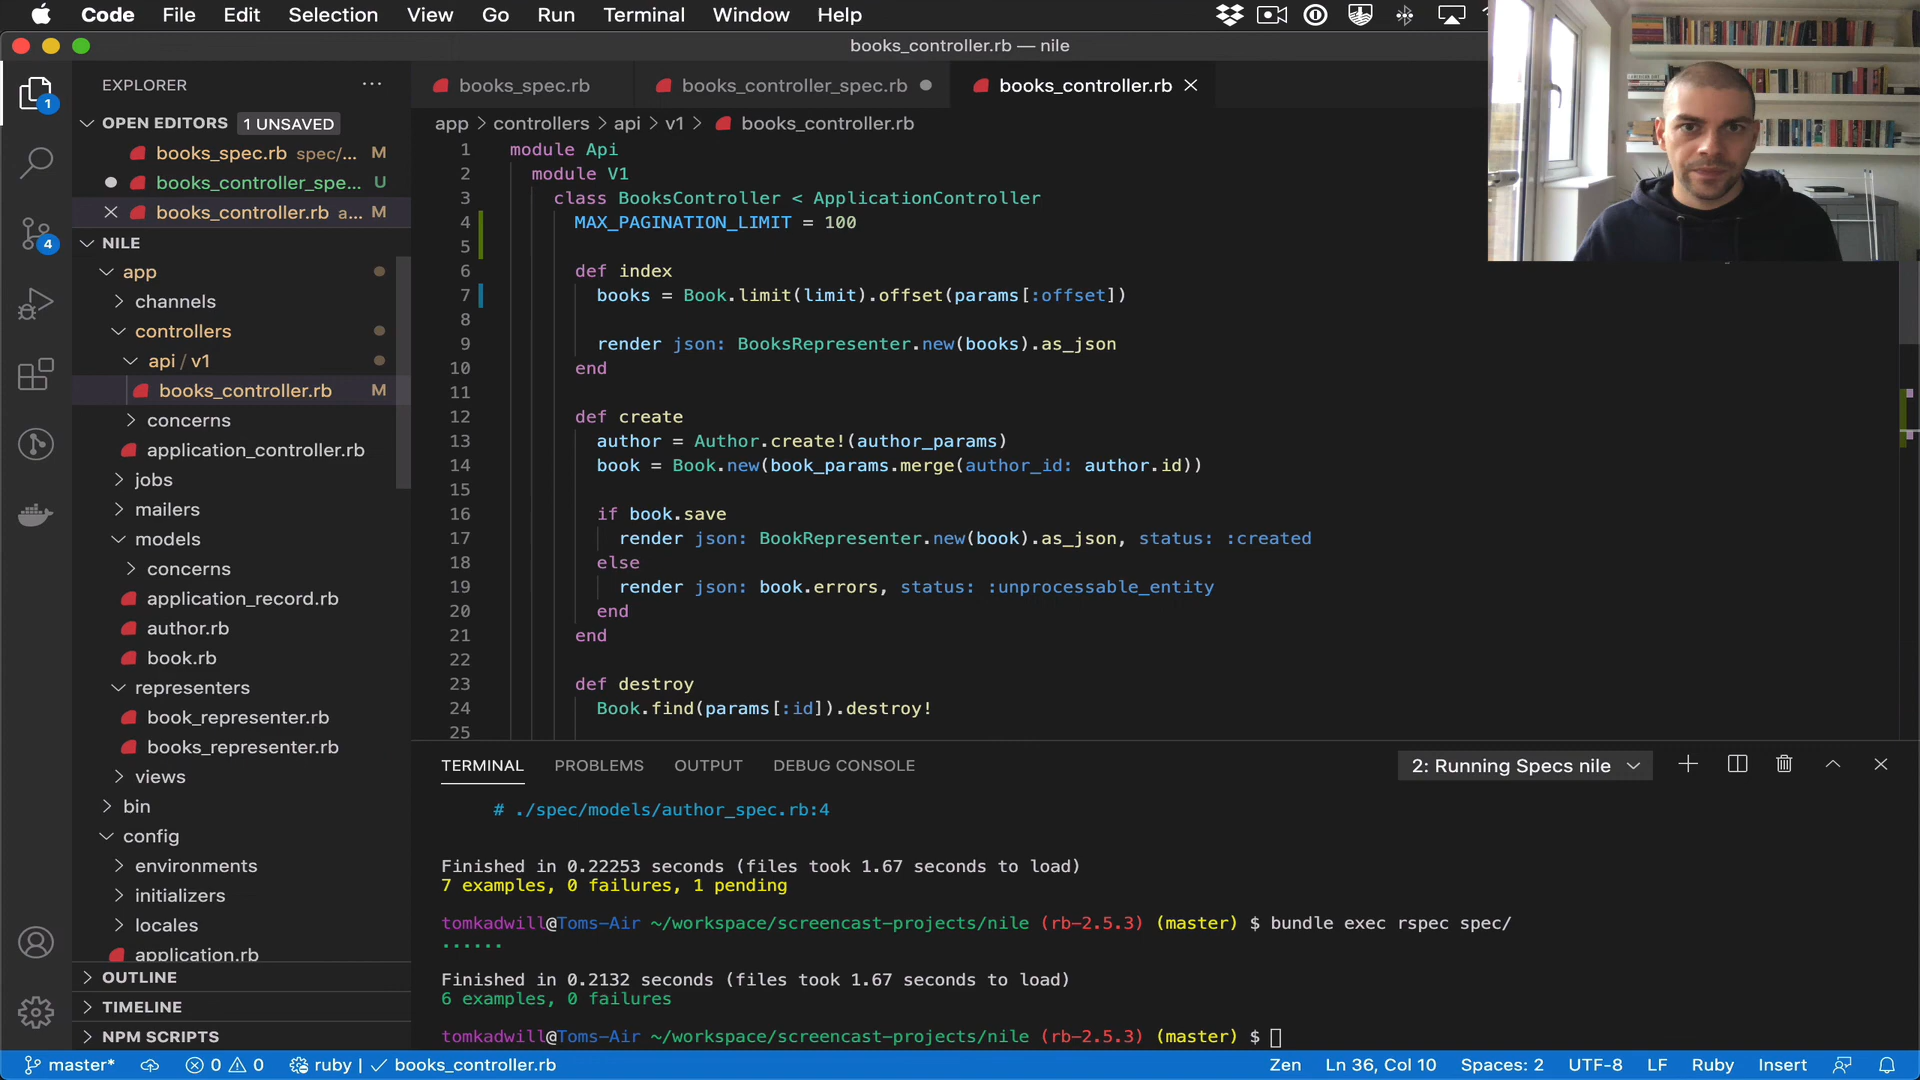 Code File Edit Selection View Go Run Terminal Window Help
books_controller.rb — nile
EXPLORER
1
OPEN EDITORS 1 UNSAVED
books_spec.rb spec/... M
books_controller_spe... U
books_controller.rb a... M
4
NILE
app
channels
controllers
api / v1
books_controller.rb M
concerns
application_controller.rb
jobs
mailers
models
concerns
application_record.rb
author.rb
book.rb
representers
book_representer.rb
books_representer.rb
views
bin
config
environments
initializers
locales
application.rb
OUTLINE
TIMELINE
NPM SCRIPTS
books_spec.rb books_controller_spec.rb books_controller.rb
app > controllers > api > v1 > books_controller.rb
1 module Api
2 module V1
3 class BooksController < ApplicationController
4 MAX_PAGINATION_LIMIT = 100
5
6 def index
7 books = Book.limit(limit).offset(params[:offset])
8
9 render json: BooksRepresenter.new(books).as_json
10 end
11
12 def create
13 author = Author.create!(author_params)
14 book = Book.new(book_params.merge(author_id: author.id))
15
16 if book.save
17 render json: BookRepresenter.new(book).as_json, status: :created
18 else
19 render json: book.errors, status: :unprocessable_entity
20 end
21 end
22
23 def destroy
24 Book.find(params[:id]).destroy!
25
TERMINAL PROBLEMS OUTPUT DEBUG CONSOLE 2: Running Specs nile
# ./spec/models/author_spec.rb:4
Finished in 0.22253 seconds (files took 1.67 seconds to load)
7 examples, 0 failures, 1 pending
tomkadwill@Toms-Air ~/workspace/screencast-projects/nile (rb-2.5.3) (master) $ bundle exec rspec spec/
......
Finished in 0.2132 seconds (files took 1.67 seconds to load)
6 examples, 0 failures
tomkadwill@Toms-Air ~/workspace/screencast-projects/nile (rb-2.5.3) (master) $
master* 0 0 ruby | ✓ books_controller.rb Zen Ln 36, Col 10 Spaces: 2 UTF-8 LF Ruby Insert